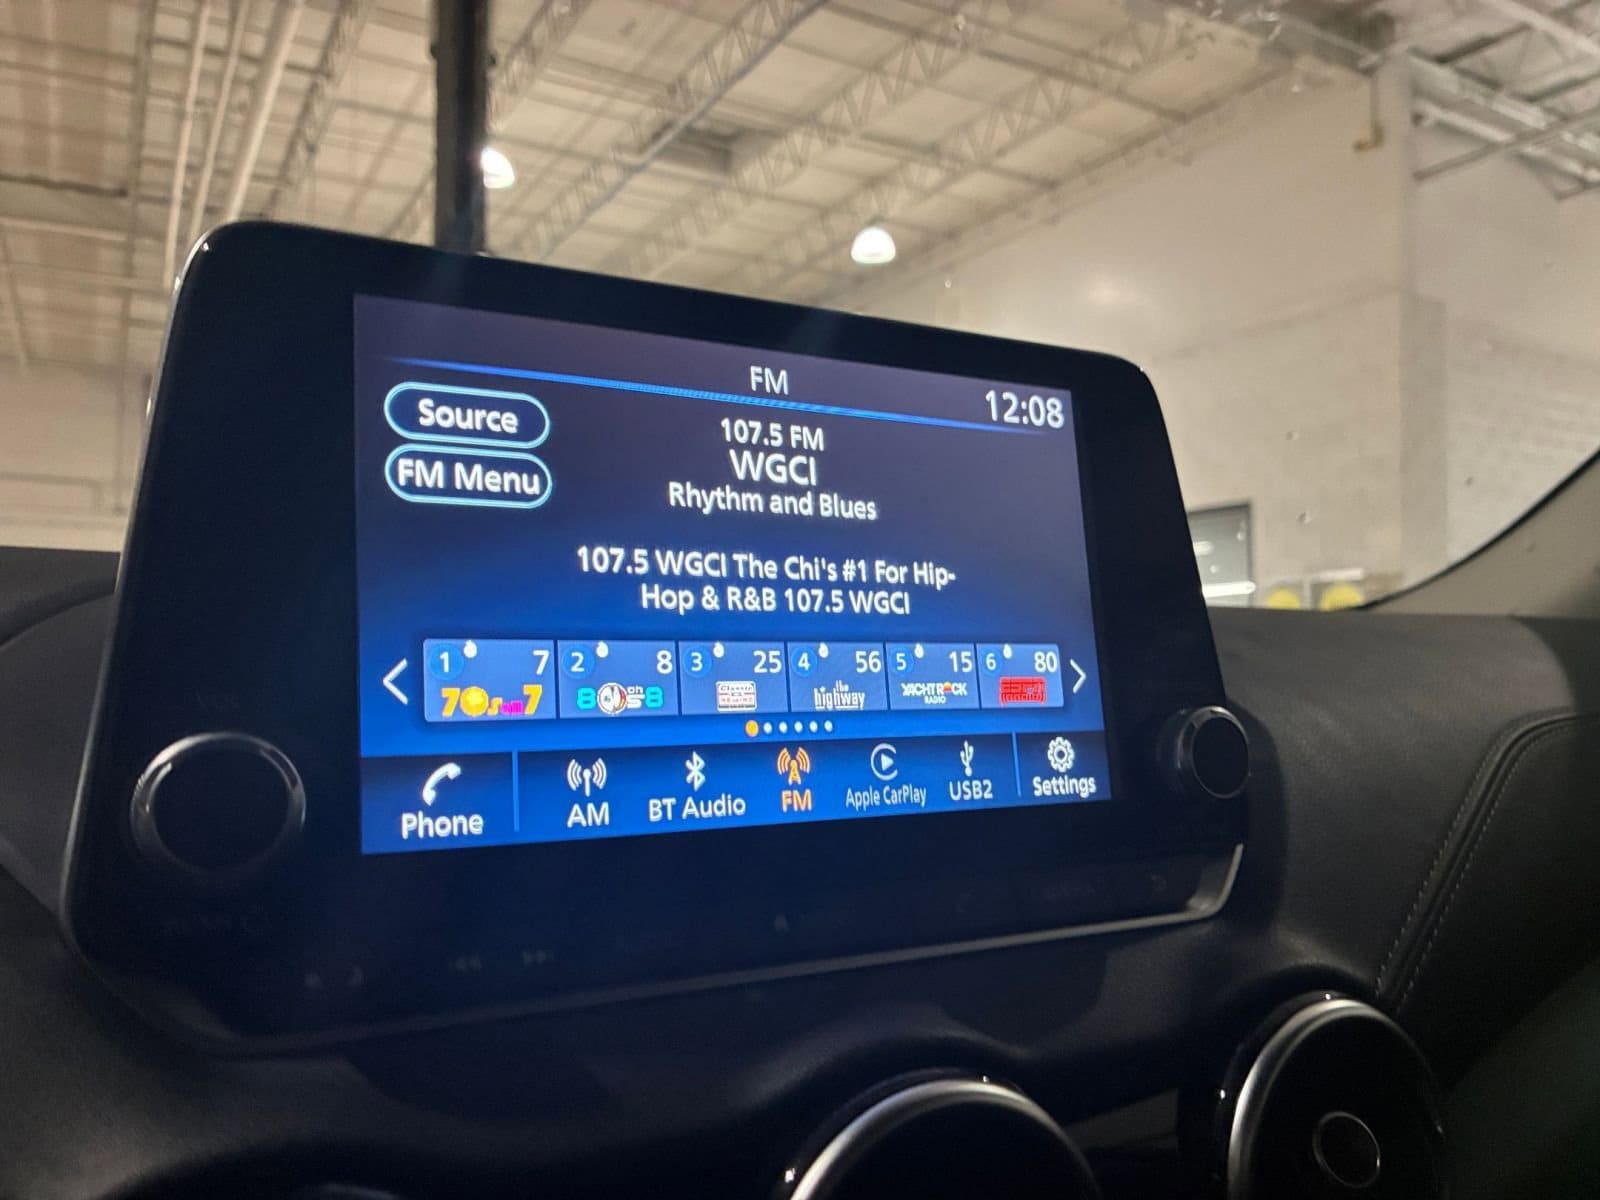 FM
12:08
Source
FM Menu
107.5 FM
WGCI
Rhythm and Blues
107.5 WGCI The Chi's #1 For Hip-
Hop & R&B 107.5 WGCI
1 7 2 8 3 25 4 56 5 15 6 80
70s on 7
80s on 8
the
highway
YACHT ROCK
RADIO
Phone
AM
BT Audio
FM
Apple CarPlay
USB2
Settings